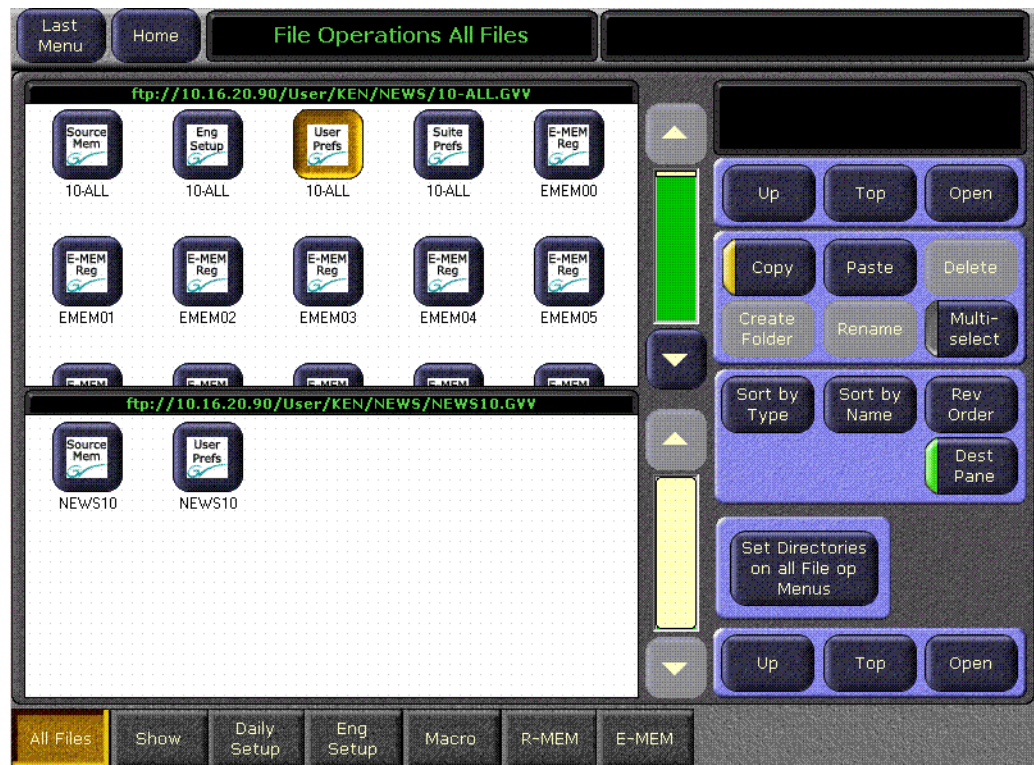 Last Menu
Home
File Operations All Files
ftp://10.16.20.90/User/KEN/NEWS/10-ALL.GVV
Source Mem
Eng Setup
User Prefs
Suite Prefs
E-MEM Reg
10-ALL
10-ALL
10-ALL
10-ALL
EMEM00
E-MEM Reg
E-MEM Reg
E-MEM Reg
E-MEM Reg
E-MEM Reg
EMEM01
EMEM02
EMEM03
EMEM04
EMEM05
E-MEM
E-MEM
E-MEM
E-MEM
E-MEM
ftp://10.16.20.90/User/KEN/NEWS/NEWS10.GVV
Source Mem
User Prefs
NEWS10
NEWS10
Up
Top
Open
Copy
Paste
Delete
Create Folder
Rename
Multi-select
Sort by Type
Sort by Name
Rev Order
Dest Pane
Set Directories on all File op Menus
Up
Top
Open
All Files
Show
Daily Setup
Eng Setup
Macro
R-MEM
E-MEM